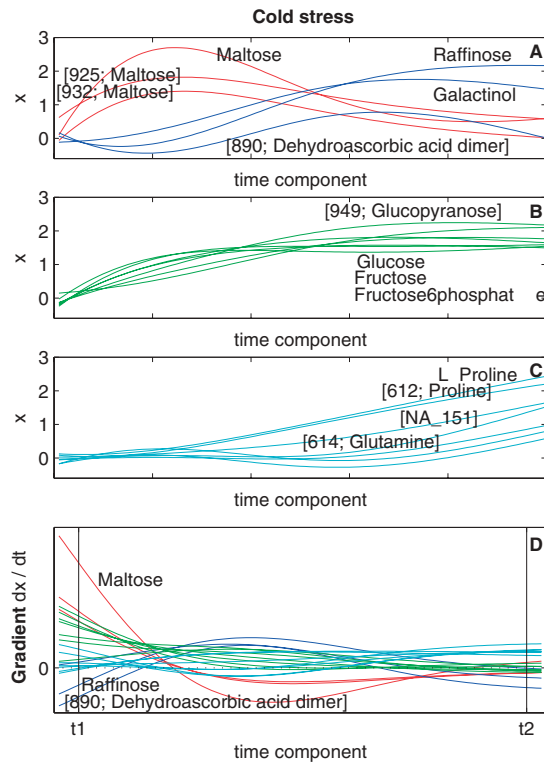 Cold stress
A
3
2
1
0
x
Maltose
Raffinose
[925; Maltose]
[932; Maltose]
Galactinol
[890; Dehydroascorbic acid dimer]
time component
B
3
2
1
0
x
[949; Glucopyranose]
Glucose
Fructose
Fructose6phosphat e
time component
C
3
2
1
0
x
L Proline
[612; Proline]
[NA_151]
[614; Glutamine]
time component
D
Gradient dx / dt
0
Maltose
Raffinose
[890; Dehydroascorbic acid dimer]
t1
t2
time component